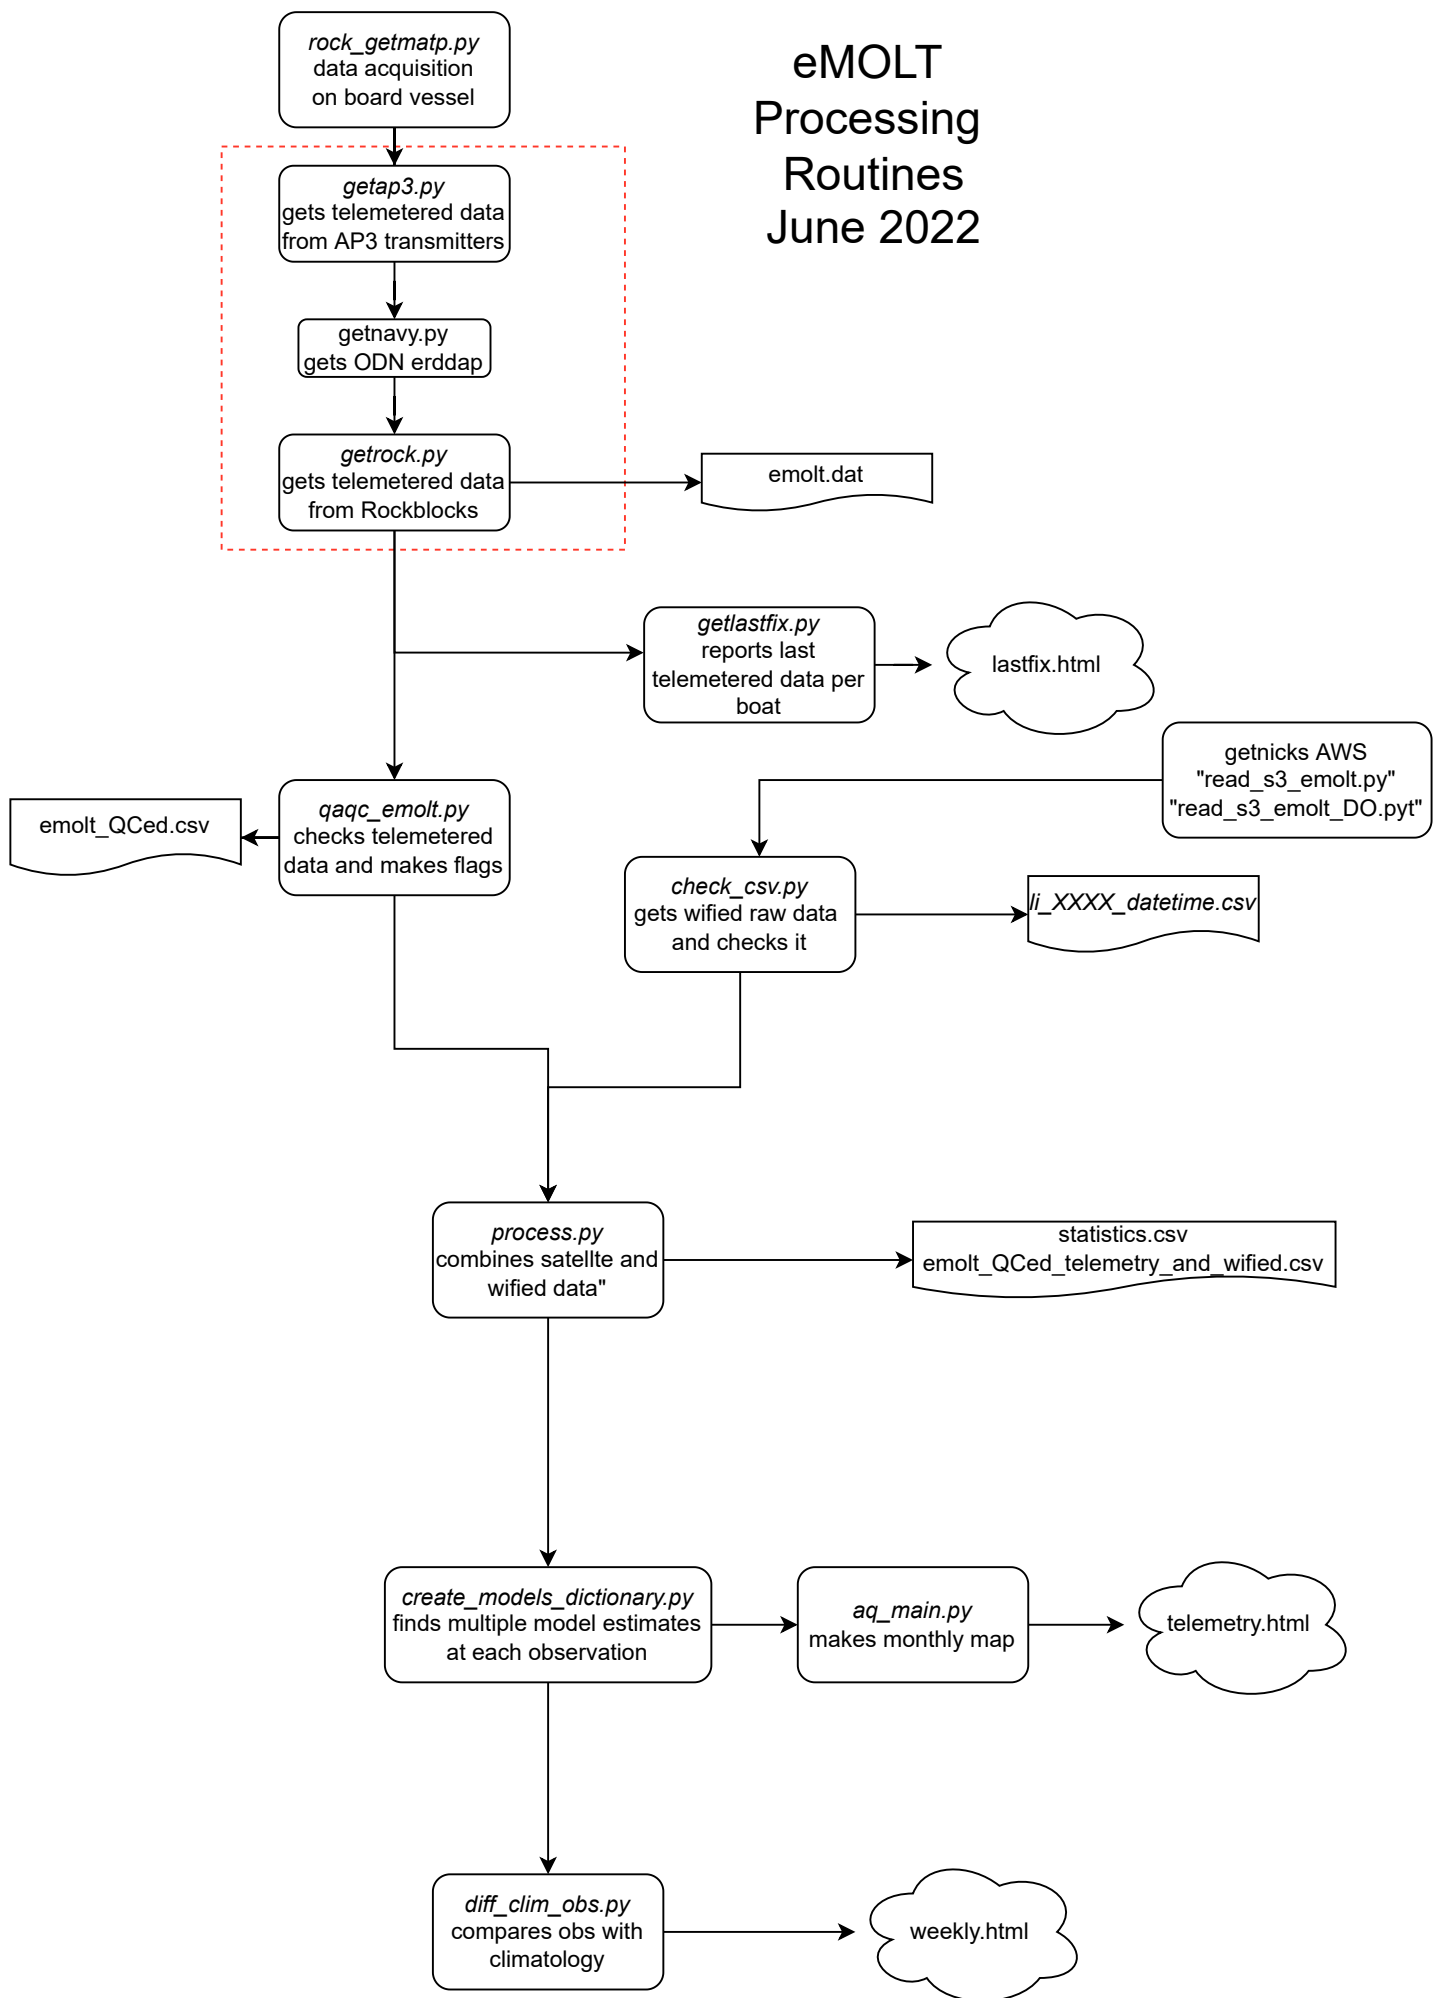 rock_getmatp.py
data acquisition
on board vessel
eMOLT
Processing
Routines
June 2022
getap3.py
gets telemetered data
from AP3 transmitters
getnavy.py
gets ODN erddap
getrock.py
gets telemetered data
from Rockblocks
emolt.dat
getlastfix.py
reports last
telemetered data per
boat
lastfix.html
getnicks AWS
"read_s3_emolt.py"
"read_s3_emolt_DO.pyt"
emolt_QCed.csv
qaqc_emolt.py
checks telemetered
data and makes flags
check_csv.py
gets wified raw data
and checks it
li_XXXX_datetime.csv
process.py
combines satellte and
wified data"
statistics.csv
emolt_QCed_telemetry_and_wified.csv
create_models_dictionary.py
finds multiple model estimates
at each observation
aq_main.py
makes monthly map
telemetry.html
diff_clim_obs.py
compares obs with
climatology
weekly.html